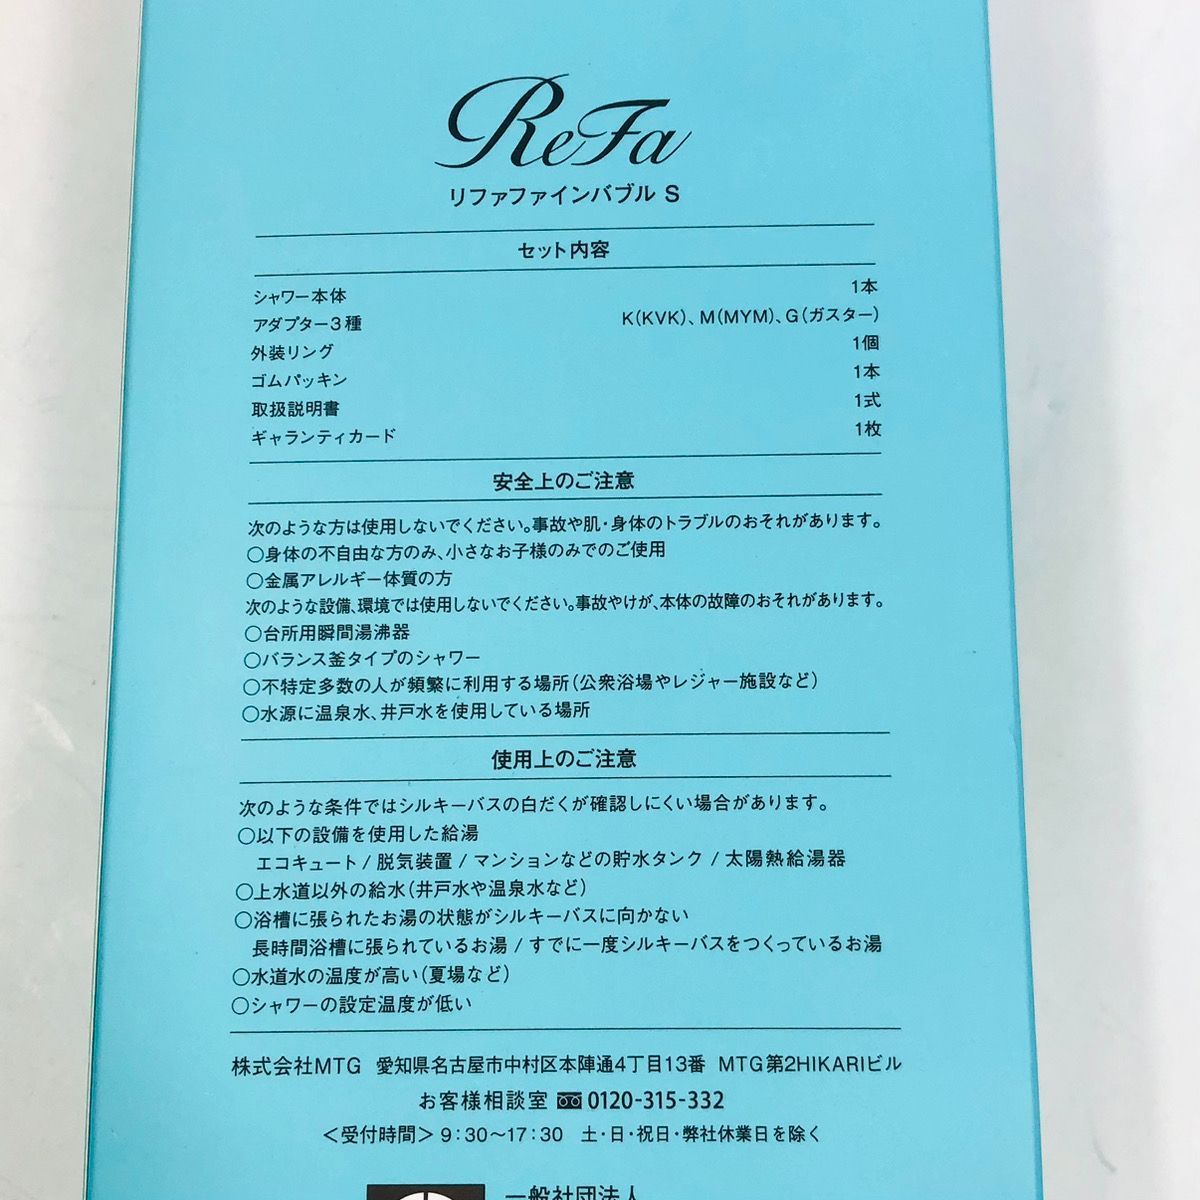 ReFa
リファファインバブル S
セット内容
シャワー本体 1本
アダプター3種 K(KVK)、M(MYM)、G(ガスター)
外装リング 1個
ゴムパッキン 1本
取扱説明書 1式
ギャランティカード 1枚
安全上のご注意
次のような方は使用しないでください。事故や肌・身体のトラブルのおそれがあります。
○身体の不自由な方のみ、小さなお子様のみでのご使用
○金属アレルギー体質の方
次のような設備、環境では使用しないでください。事故やけが、本体の故障のおそれがあります。
○台所用瞬間湯沸器
○バランス釜タイプのシャワー
○不特定多数の人が頻繁に利用する場所(公衆浴場やレジャー施設など)
○水源に温泉水、井戸水を使用している場所
使用上のご注意
次のような条件ではシルキーバスの白だくが確認しにくい場合があります。
○以下の設備を使用した給湯
エコキュート / 脱気装置 / マンションなどの貯水タンク / 太陽熱給湯器
○上水道以外の給水(井戸水や温泉水など)
○浴槽に張られたお湯の状態がシルキーバスに向かない
長時間浴槽に張られているお湯 / すでに一度シルキーバスをつくっているお湯
○水道水の温度が高い(夏場など)
○シャワーの設定温度が低い
株式会社MTG 愛知県名古屋市中村区本陣通4丁目13番 MTG第2HIKARIビル
お客様相談室 0120-315-332
＜受付時間＞ 9:30〜17:30 土・日・祝日・弊社休業日を除く
一般社団法人